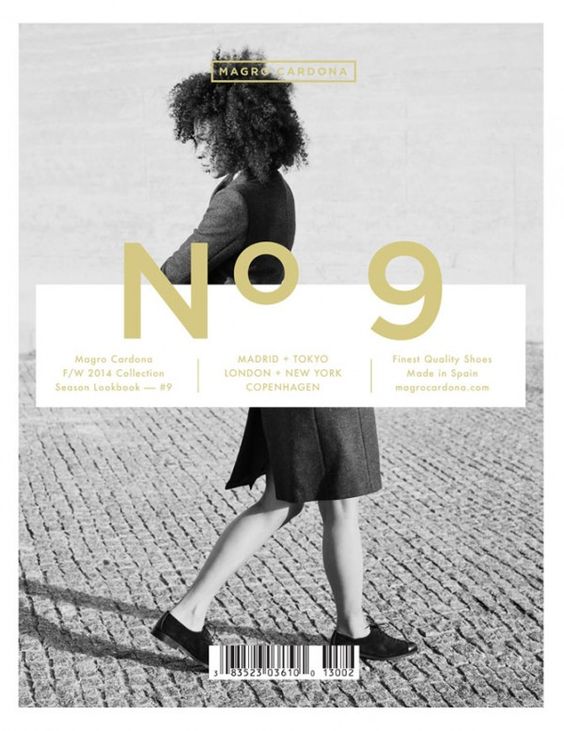 MAGRO CARDONA
Nº 9
Magro Cardona
F/W 2014 Collection
Season Lookbook — #9
MADRID + TOKYO
LONDON + NEW YORK
COPENHAGEN
Finest Quality Shoes
Made in Spain
magrocardona.com
3 83523 03610 0 13002